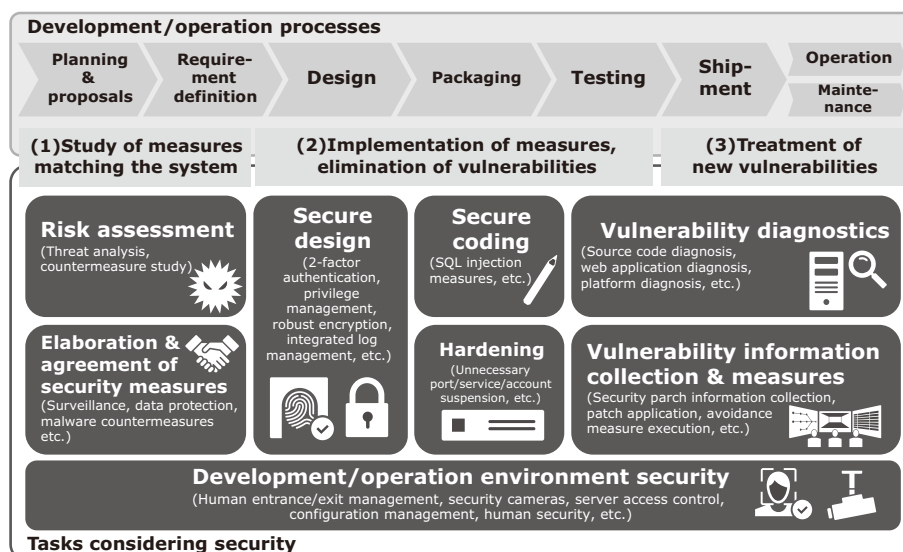 Development/operation processes
Planning
&
proposals
Require-
ment
definition
Design
Packaging
Testing
Ship-
ment
Operation
Mainte-
nance
(1)Study of measures
matching the system
(2)Implementation of measures,
elimination of vulnerabilities
(3)Treatment of
new vulnerabilities
Risk assessment
(Threat analysis,
countermeasure study)
Elaboration &
agreement of
security measures
(Surveillance, data protection,
malware countermeasures
etc.)
Secure
design
(2-factor
authentication,
privilege
management,
robust encryption,
integrated log
management, etc.)
Secure
coding
(SQL injection
measures, etc.)
Hardening
(Unnecessary
port/service/account
suspension, etc.)
Vulnerability diagnostics
(Source code diagnosis,
web application diagnosis,
platform diagnosis, etc.)
Vulnerability information
collection & measures
(Security parch information collection,
patch application, avoidance
measure execution, etc.)
Development/operation environment security
(Human entrance/exit management, security cameras, server access control,
configuration management, human security, etc.)
Tasks considering security